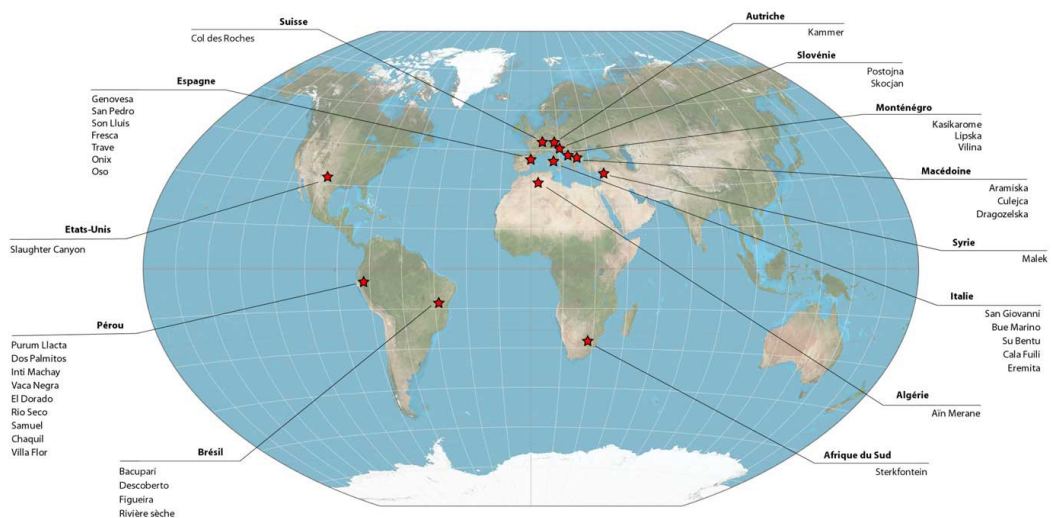 Suisse
Col des Roches
Espagne
Genovesa
San Pedro
Son Lluis
Fresca
Trave
Onix
Oso
Etats-Unis
Slaughter Canyon
Pérou
Purum Llacta
Dos Palmitos
Inti Machay
Vaca Negra
El Dorado
Rio Seco
Samuel
Chaquil
Villa Flor
Brésil
Bacupari
Descoberto
Figueira
Rivière sèche
Autriche
Kammer
Slovénie
Postojna
Skocjan
Monténégro
Kasikarome
Lipska
Vilina
Macédoine
Aramiska
Culejca
Dragozelska
Syrie
Malek
Italie
San Giovanni
Bue Marino
Su Bentu
Cala Fuili
Eremita
Algérie
Aïn Merane
Afrique du Sud
Sterkfontein